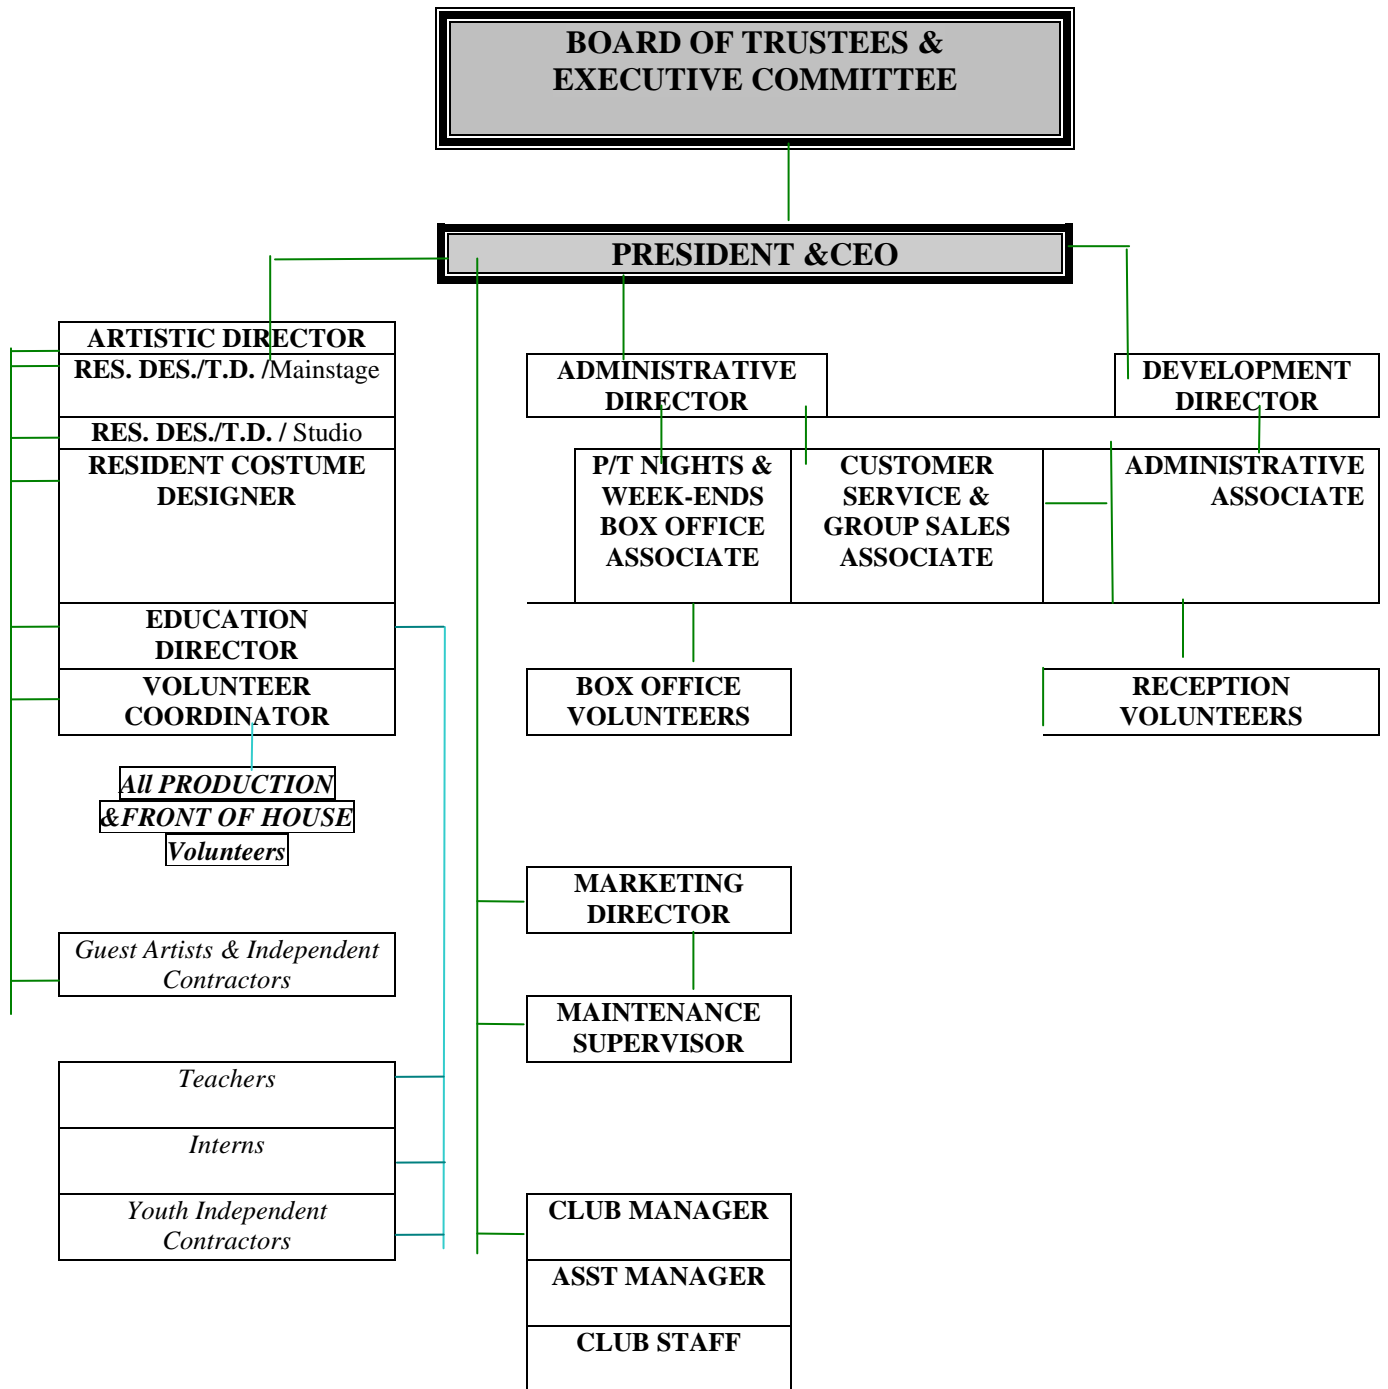 BOARD OF TRUSTEES &
EXECUTIVE COMMITTEE
PRESIDENT &CEO
ARTISTIC DIRECTOR
RES. DES./T.D. /Mainstage
RES. DES./T.D. / Studio
RESIDENT COSTUME
DESIGNER
EDUCATION
DIRECTOR
VOLUNTEER
COORDINATOR
All PRODUCTION
&FRONT OF HOUSE
Volunteers
Guest Artists & Independent
Contractors
Teachers
Interns
Youth Independent
Contractors
ADMINISTRATIVE
DIRECTOR
P/T NIGHTS &
WEEK-ENDS
BOX OFFICE
ASSOCIATE
CUSTOMER
SERVICE &
GROUP SALES
ASSOCIATE
BOX OFFICE
VOLUNTEERS
DEVELOPMENT
DIRECTOR
ADMINISTRATIVE
ASSOCIATE
RECEPTION
VOLUNTEERS
MARKETING
DIRECTOR
MAINTENANCE
SUPERVISOR
CLUB MANAGER
ASST MANAGER
CLUB STAFF